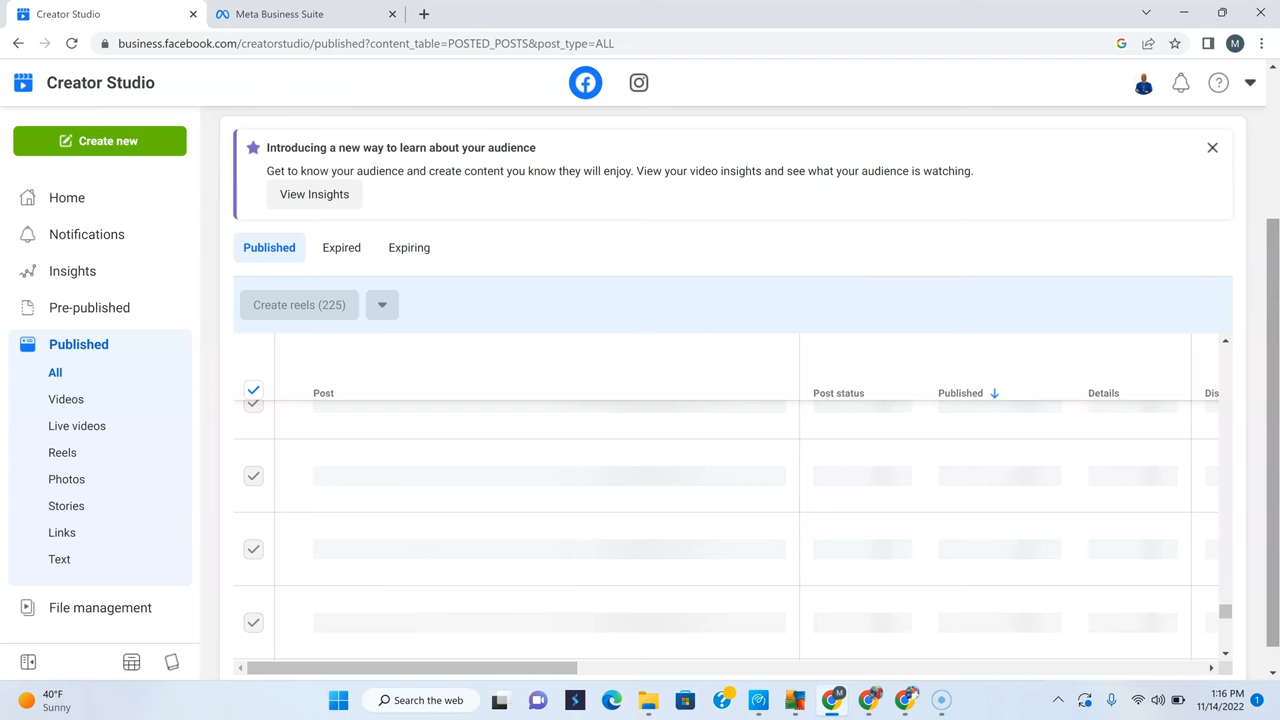 Creator Studio
Meta Business Suite
business.facebook.com/creatorstudio/published?content_table=POSTED_POSTS&post_type=ALL
M
Creator Studio
Create new
Home
Notifications
Insights
Pre-published
Published
All
Videos
Live videos
Reels
Photos
Stories
Links
Text
File management
Introducing a new way to learn about your audience
Get to know your audience and create content you know they will enjoy. View your video insights and see what your audience is watching.
View Insights
Published Expired Expiring
Create reels (225)
Post Post status Published Details Dis
40°F
Sunny
Search the web
M
1:16 PM
11/14/2022
1